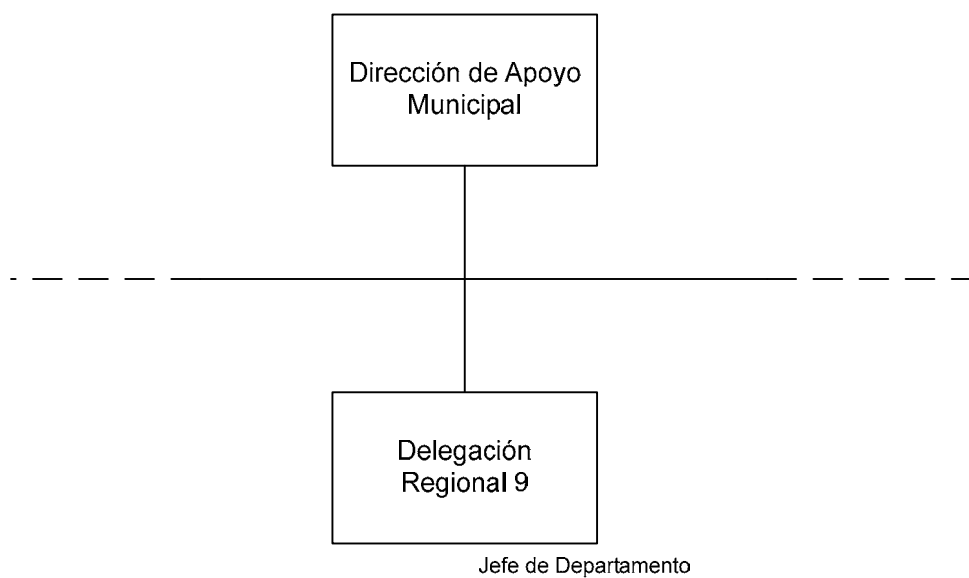 Dirección de Apoyo
Municipal
Delegación
Regional 9
Jefe de Departamento